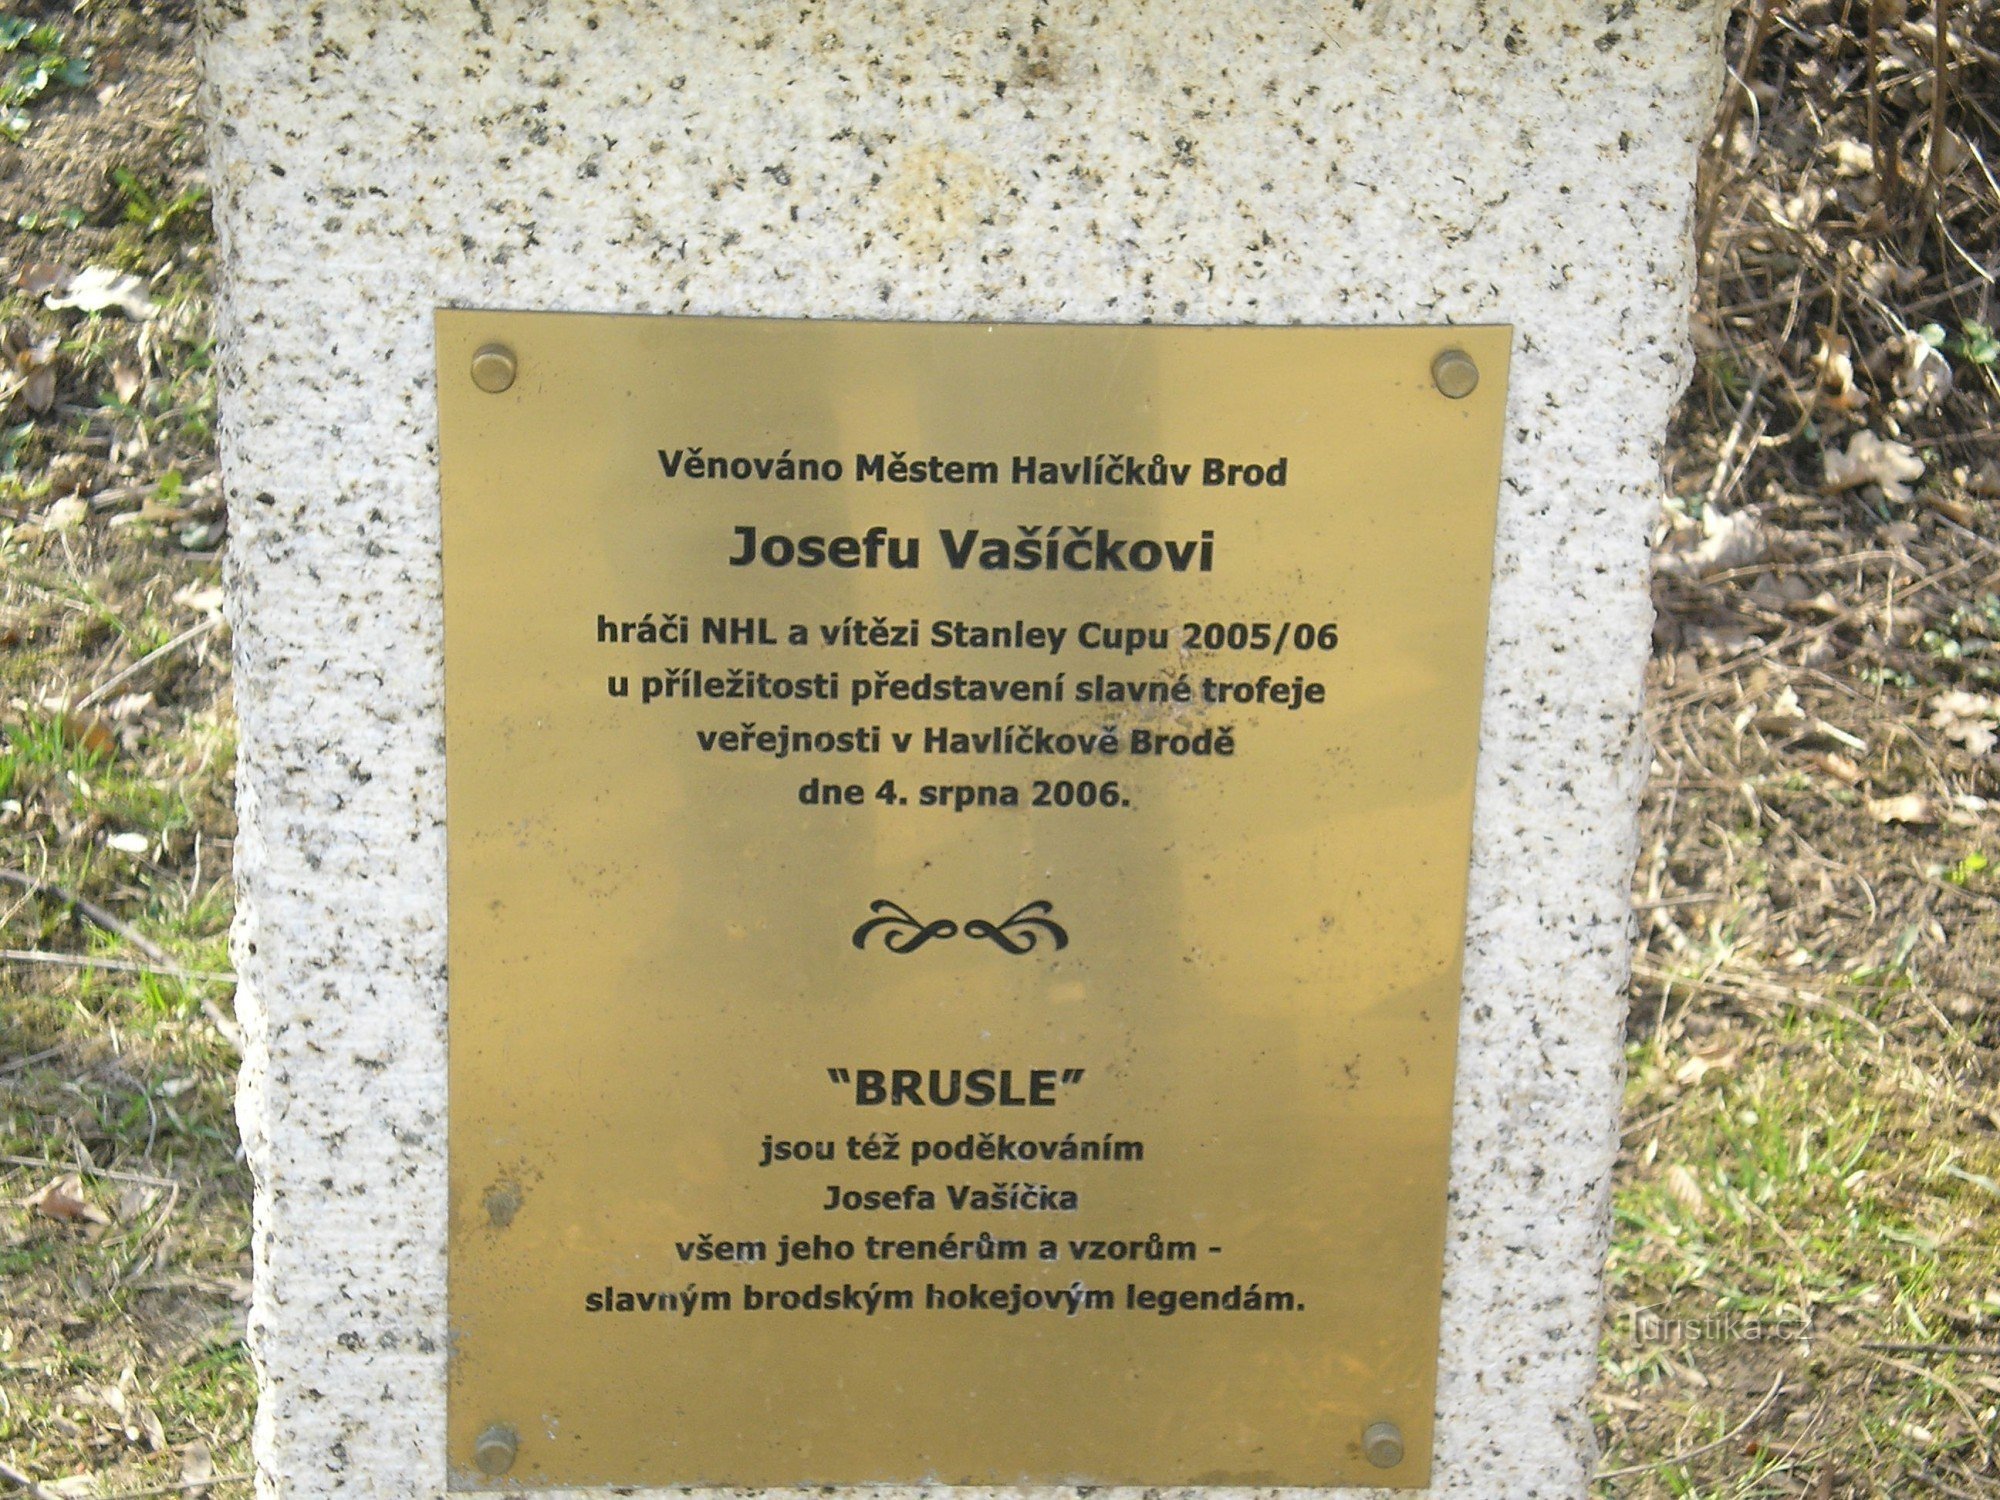 Věnováno Městem Havlíčkův Brod
Josefu Vašíčkovi
hráči NHL a vítězi Stanley Cupu 2005/06
u příležitosti představení slavné trofeje
veřejnosti v Havlíčkově Brodě
dne 4. srpna 2006.
“BRUSLE”
jsou též poděkováním
Josefa Vašíčka
všem jeho trenérům a vzorům -
slavným brodským hokejovým legendám.
Turistika.cz